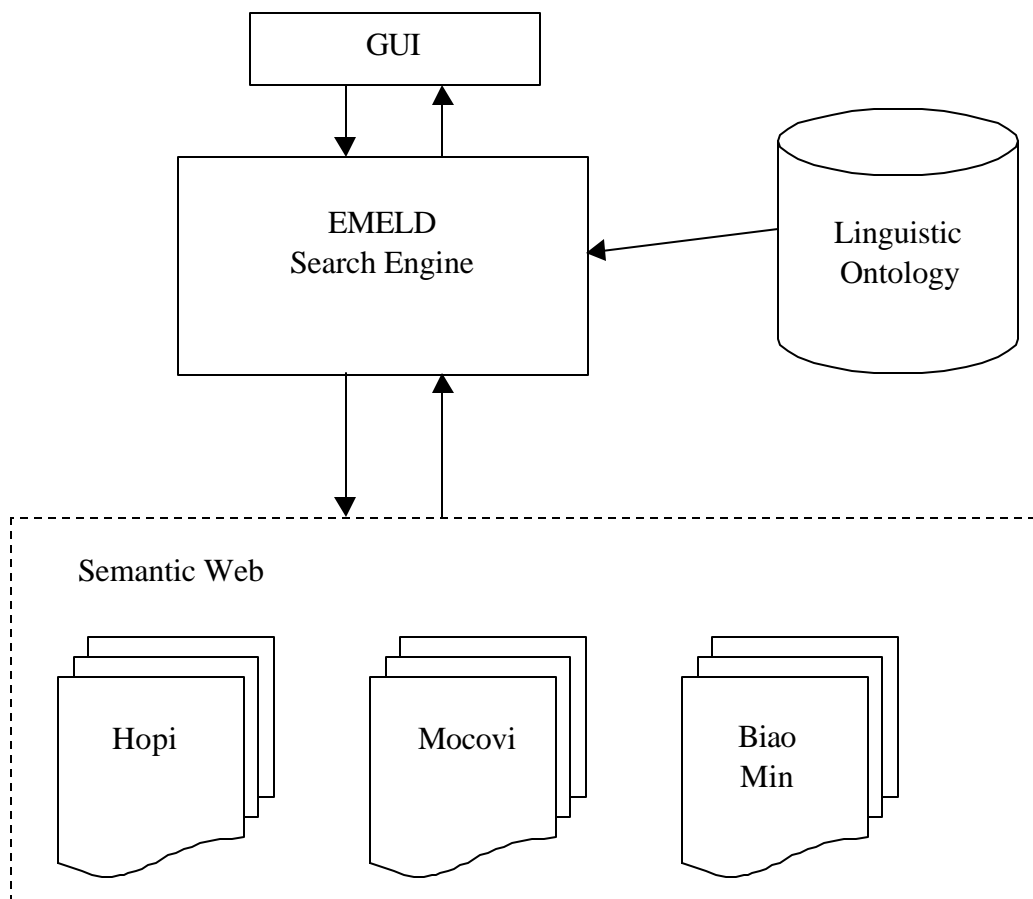 GUI
EMELD
Search Engine
Linguistic
Ontology
Semantic Web
Hopi
Mocovi
Biao
Min